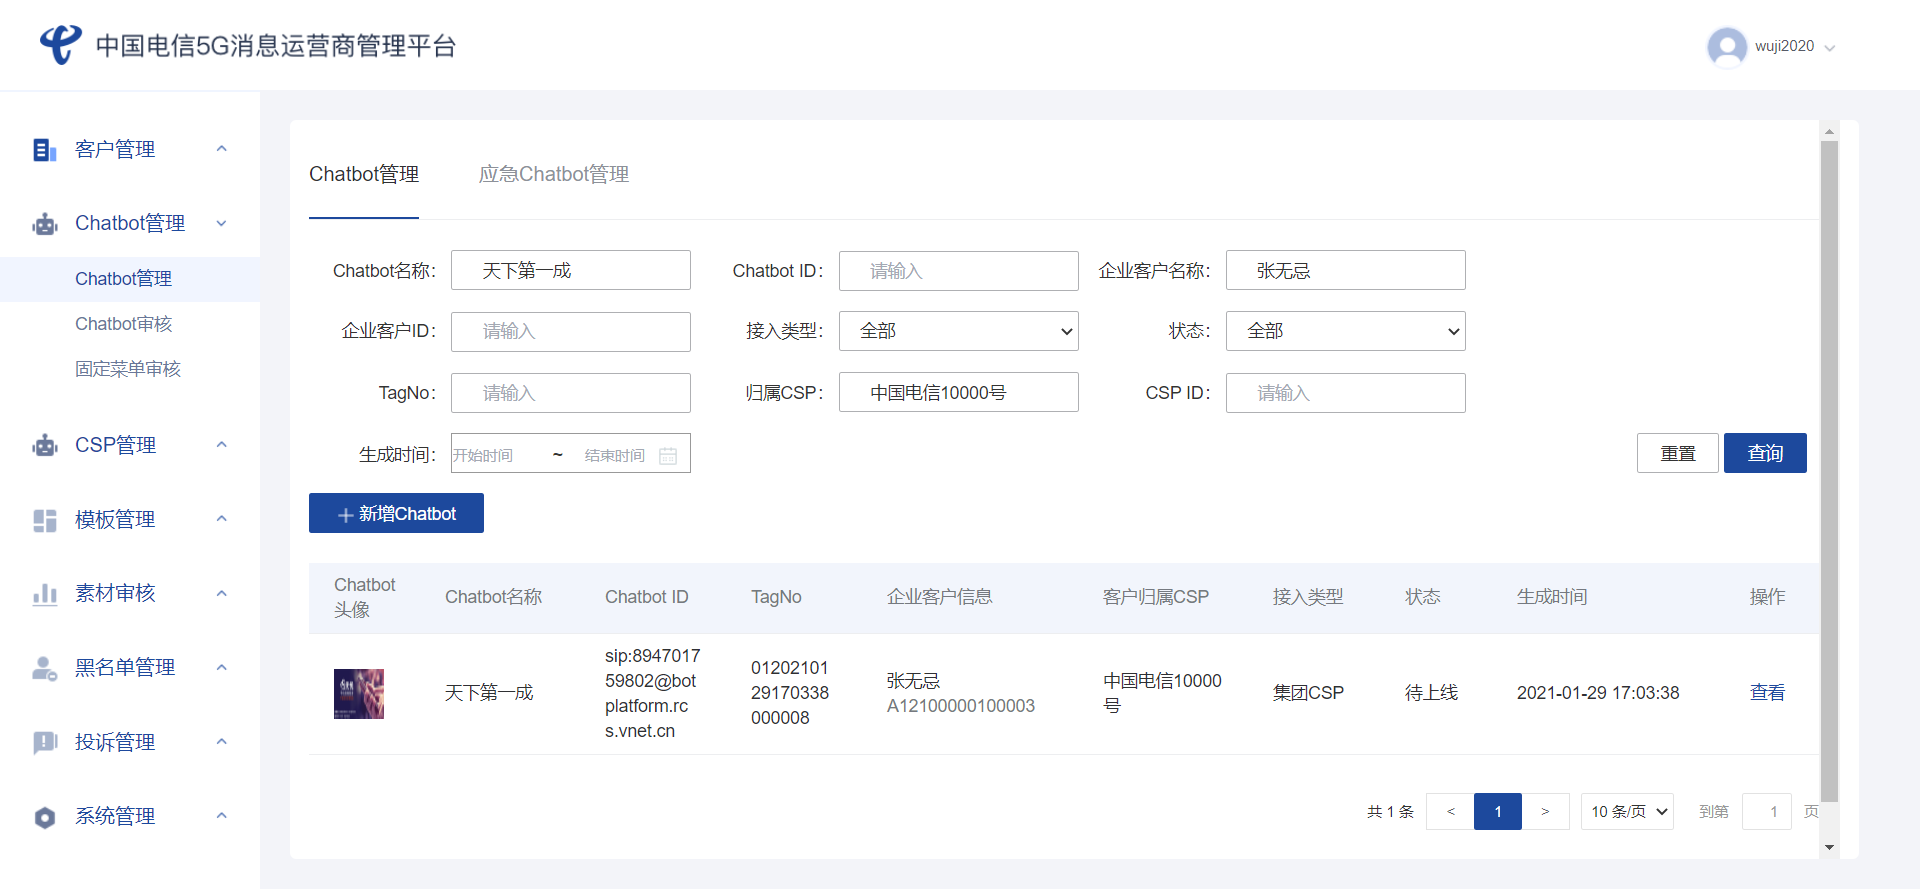 中国电信5G消息运营商管理平台
wuji2020
客户管理
Chatbot管理
Chatbot管理
Chatbot审核
固定菜单审核
CSP管理
模板管理
素材审核
黑名单管理
投诉管理
系统管理
Chatbot管理 应急Chatbot管理
Chatbot名称: 天下第一成 Chatbot ID: 请输入 企业客户名称: 张无忌
企业客户ID: 请输入 接入类型: 全部 状态: 全部
TagNo: 请输入 归属CSP: 中国电信10000号 CSP ID: 请输入
生成时间: 开始时间 ~ 结束时间 重置 查询
新增Chatbot
Chatbot
头像
Chatbot名称 Chatbot ID TagNo 企业客户信息 客户归属CSP 接入类型 状态 生成时间 操作
天下第一成
sip:8947017
59802@bot
platform.rc
s.vnet.cn
01202101
29170338
000008
张无忌
A12100000100003
中国电信10000
号
集团CSP
待上线
2021-01-29 17:03:38
查看
共 1 条 < 1 > 10 条/页 到第 1 页